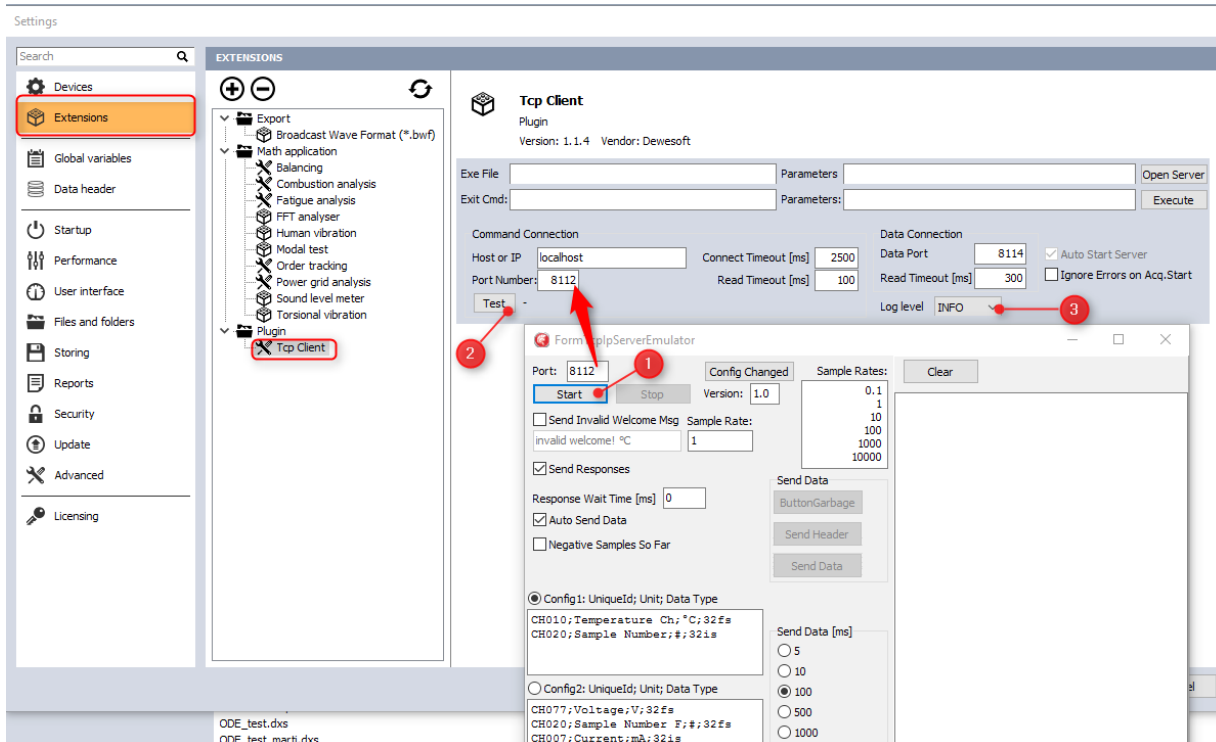 Settings
Search
Devices
Extensions
Global variables
Data header
Startup
Performance
User interface
Files and folders
Storing
Reports
Security
Update
Advanced
Licensing
EXTENSIONS
Export
Broadcast Wave Format (*.bwf)
Math application
Balancing
Combustion analysis
Fatigue analysis
FFT analyser
Human vibration
Modal test
Order tracking
Power grid analysis
Sound level meter
Torsional vibration
Plugin
Tcp Client
Tcp Client
Plugin
Version: 1.1.4 Vendor: Dewesoft
Exe File Parameters Open Server
Exit Cmd: Parameters: Execute
Command Connection
Host or IP localhost Connect Timeout [ms] 2500
Port Number: 8112 Read Timeout [ms] 100
Test -
Data Connection
Data Port 8114 Auto Start Server
Read Timeout [ms] 300 Ignore Errors on Acq.Start
Log level INFO
3
2
1
Port: 8112 Config Changed Sample Rates: Clear
Start Stop Version: 1.0
0.1
1
10
100
1000
10000
Send Invalid Welcome Msg Sample Rate:
invalid welcome! °C 1
Send Responses
Response Wait Time [ms] 0
Auto Send Data
Negative Samples So Far
Send Data
ButtonGarbage
Send Header
Send Data
Config1: UniqueId; Unit; Data Type
CH010;Temperature Ch;°C;32fs
CH020;Sample Number;#;32is
Config2: UniqueId; Unit; Data Type
CH077;Voltage;V;32fs
CH020;Sample Number F;#;32fs
CH007;Current;mA;32is
Send Data [ms]
5
10
100
500
1000
ODE_test.dxs
ODE_test_marti.dxs